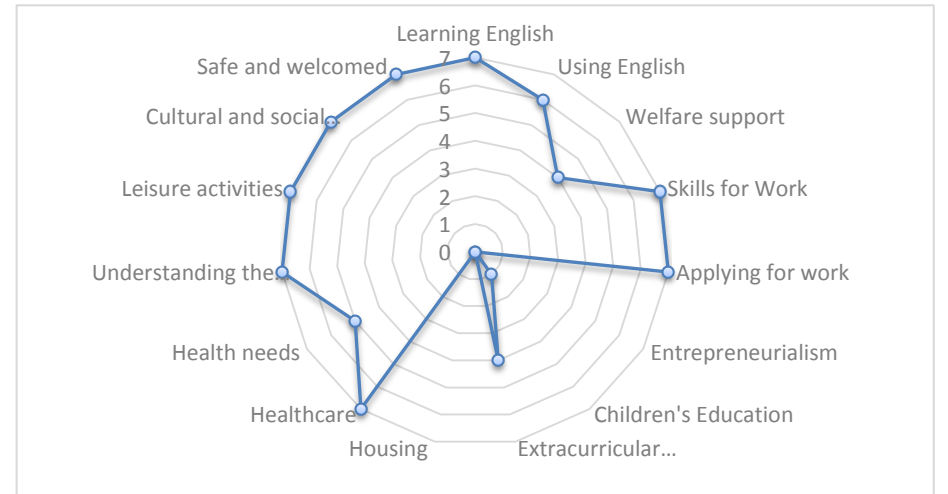 Learning English
Using English
Welfare support
Skills for Work
Applying for work
Entrepreneurialism
Children's Education
Extracurricular...
Housing
Healthcare
Health needs
Understanding the...
Leisure activities
Cultural and social...
Safe and welcomed
7
6
5
4
3
2
1
0